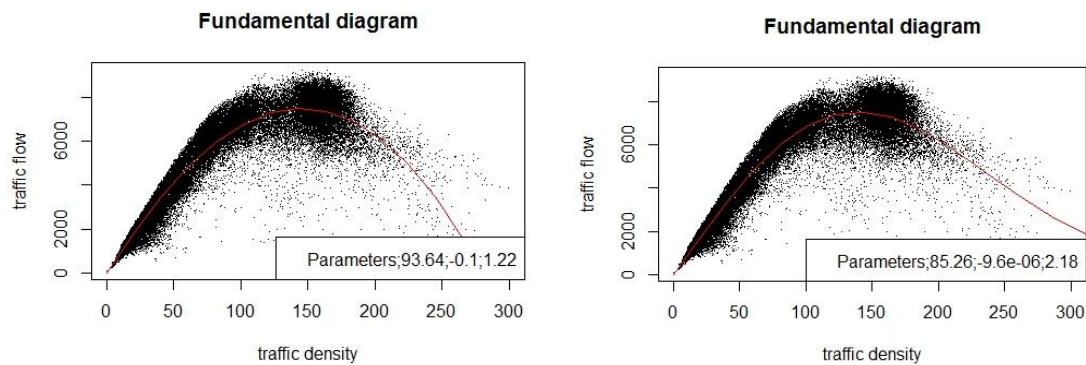 Fundamental diagram
traffic flow
6000
2000
0
Parameters;93.64;-0.1;1.22
0 50 100 150 200 250 300
traffic density
Fundamental diagram
traffic flow
6000
2000
0
Parameters;85.26;-9.6e-06;2.18
0 50 100 150 200 250 300
traffic density